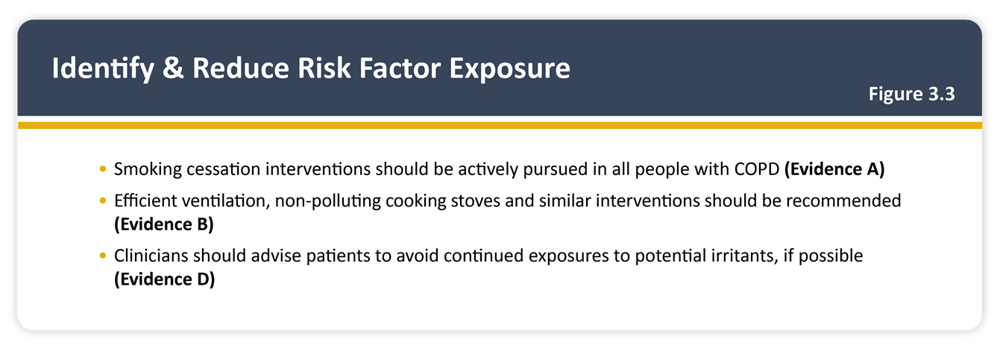 Identify & Reduce Risk Factor Exposure
Figure 3.3
• Smoking cessation interventions should be actively pursued in all people with COPD (Evidence A)
• Efficient ventilation, non-polluting cooking stoves and similar interventions should be recommended
(Evidence B)
• Clinicians should advise patients to avoid continued exposures to potential irritants, if possible
(Evidence D)